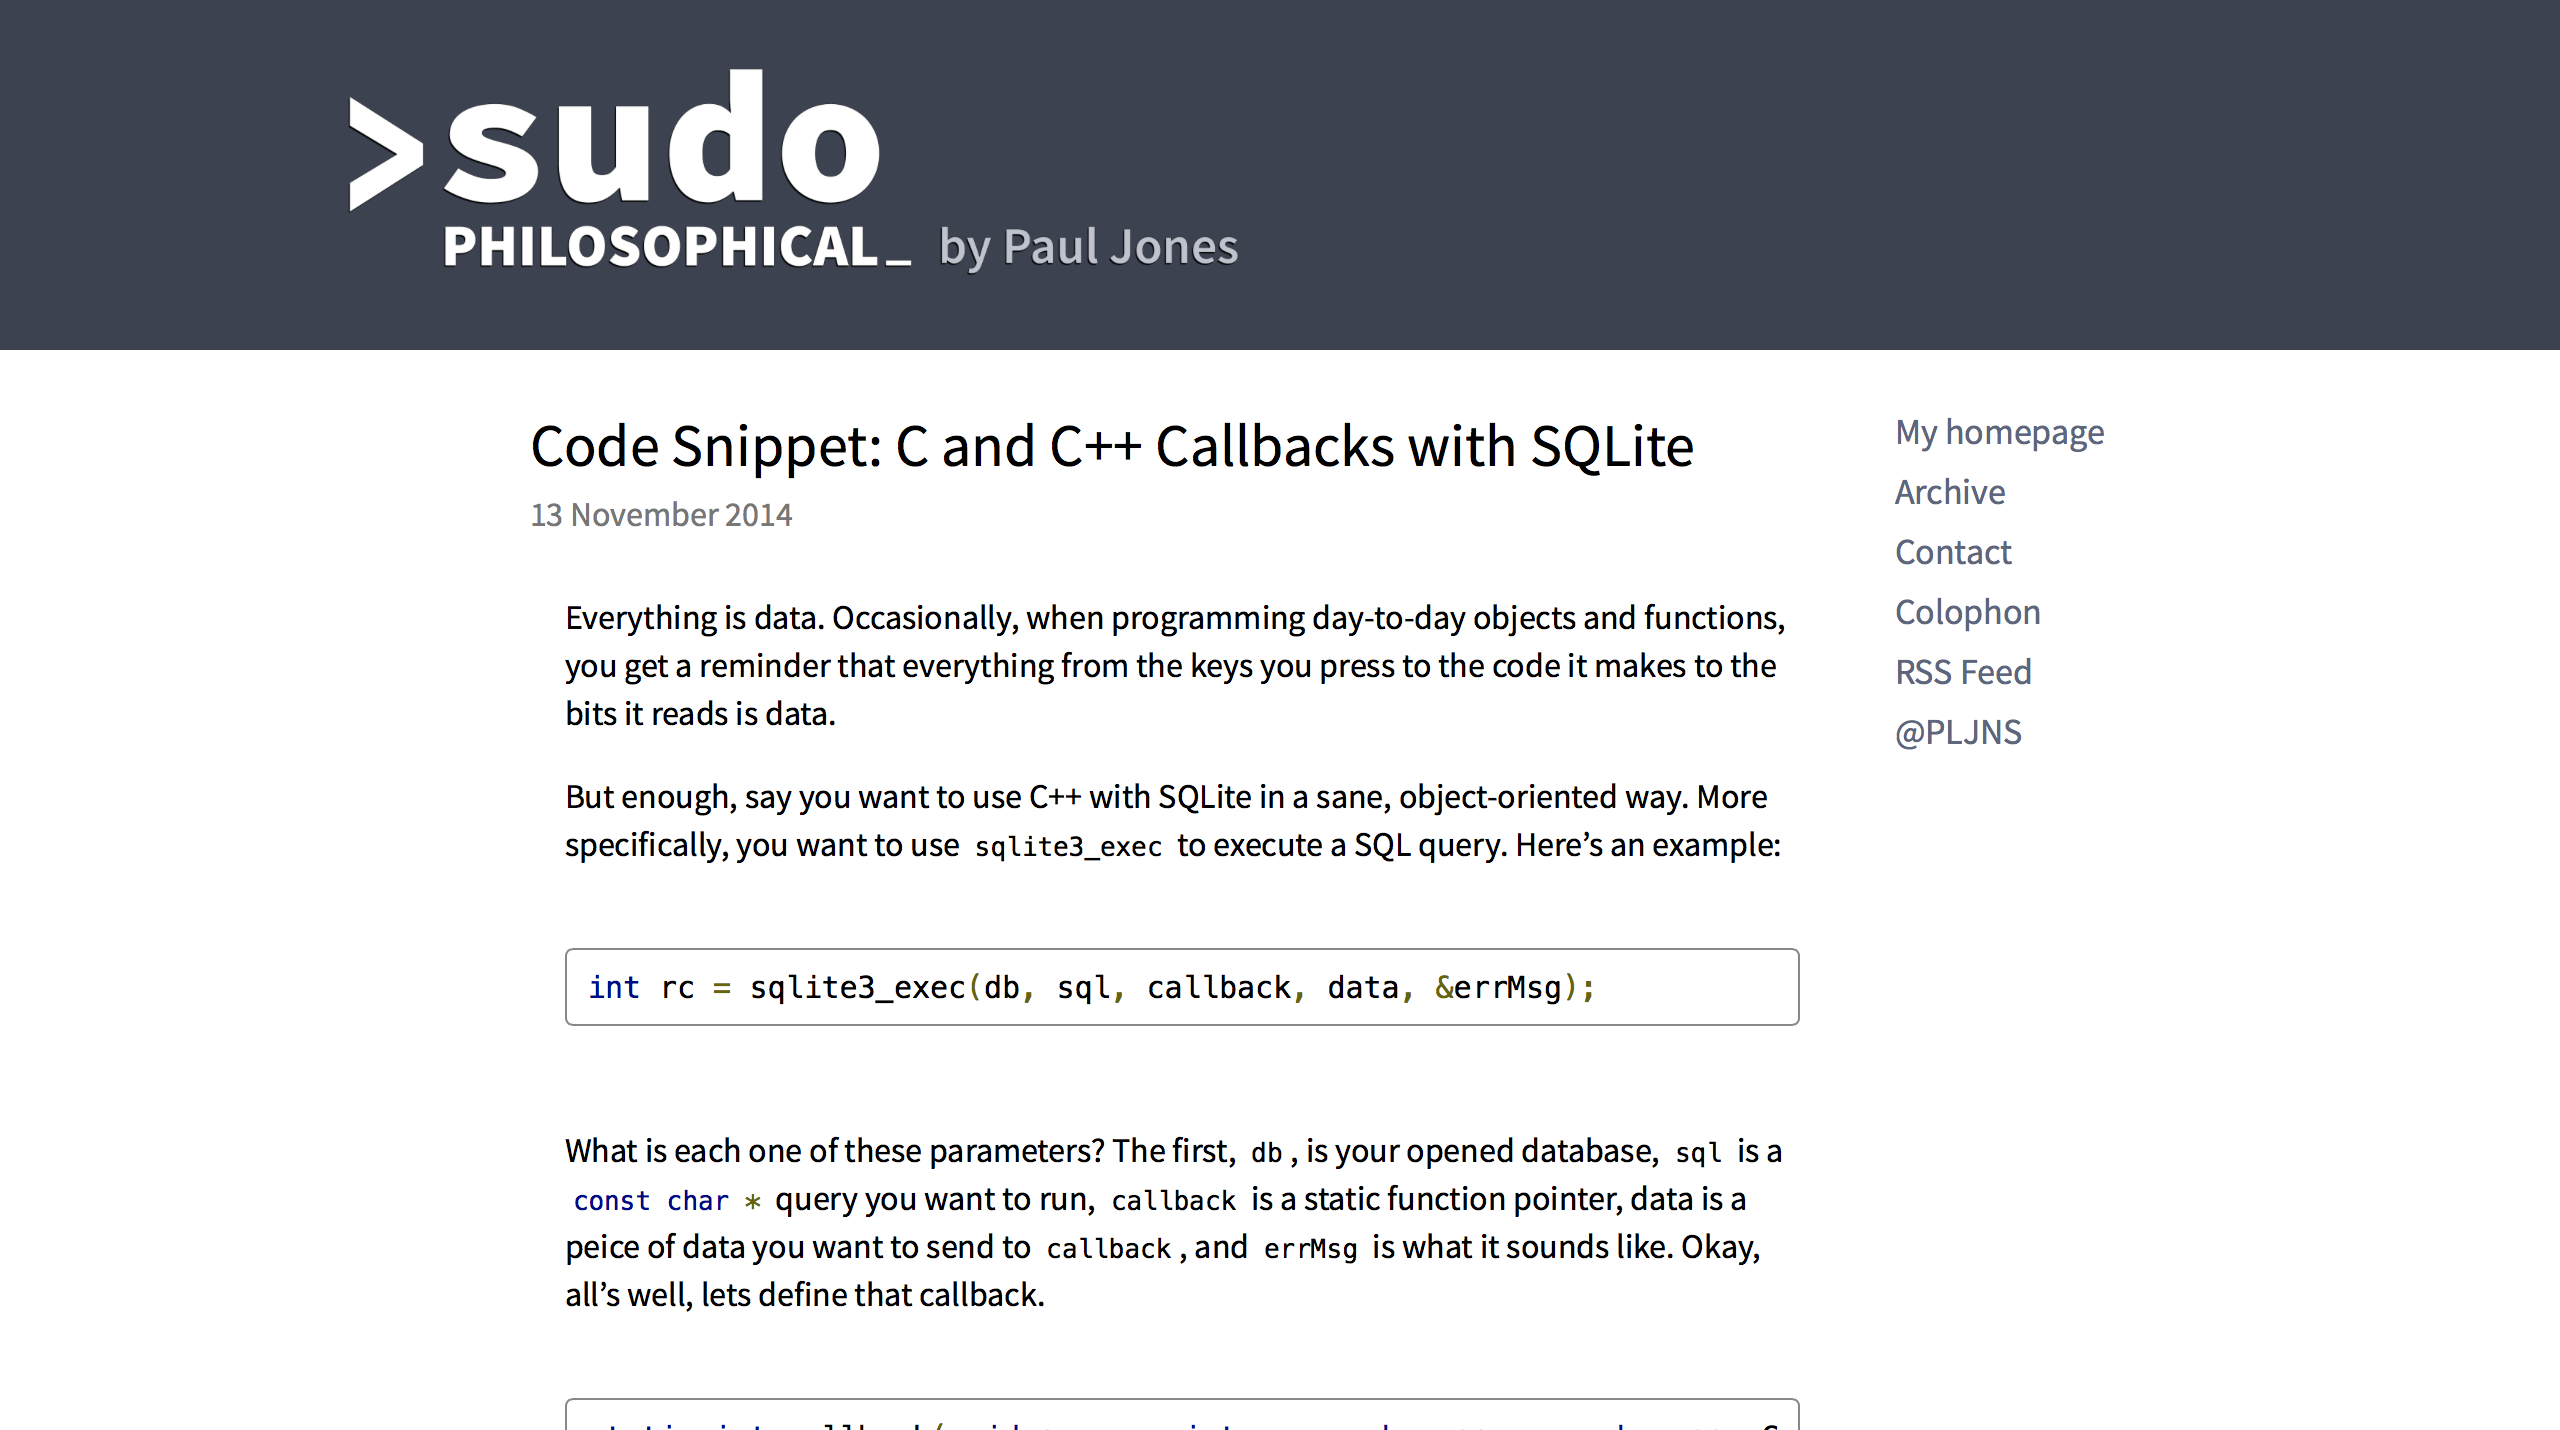 >sudo
PHILOSOPHICAL_ by Paul Jones
Code Snippet: C and C++ Callbacks with SQLite
13 November 2014
Everything is data. Occasionally, when programming day-to-day objects and functions,
you get a reminder that everything from the keys you press to the code it makes to the
bits it reads is data.
But enough, say you want to use C++ with SQLite in a sane, object-oriented way. More
specifically, you want to use sqlite3_exec to execute a SQL query. Here’s an example:
int rc = sqlite3_exec(db, sql, callback, data, &errMsg);
What is each one of these parameters? The first, db, is your opened database, sql is a
const char * query you want to run, callback is a static function pointer, data is a
peice of data you want to send to callback, and errMsg is what it sounds like. Okay,
all’s well, lets define that callback.
My homepage
Archive
Contact
Colophon
RSS Feed
@PLJNS